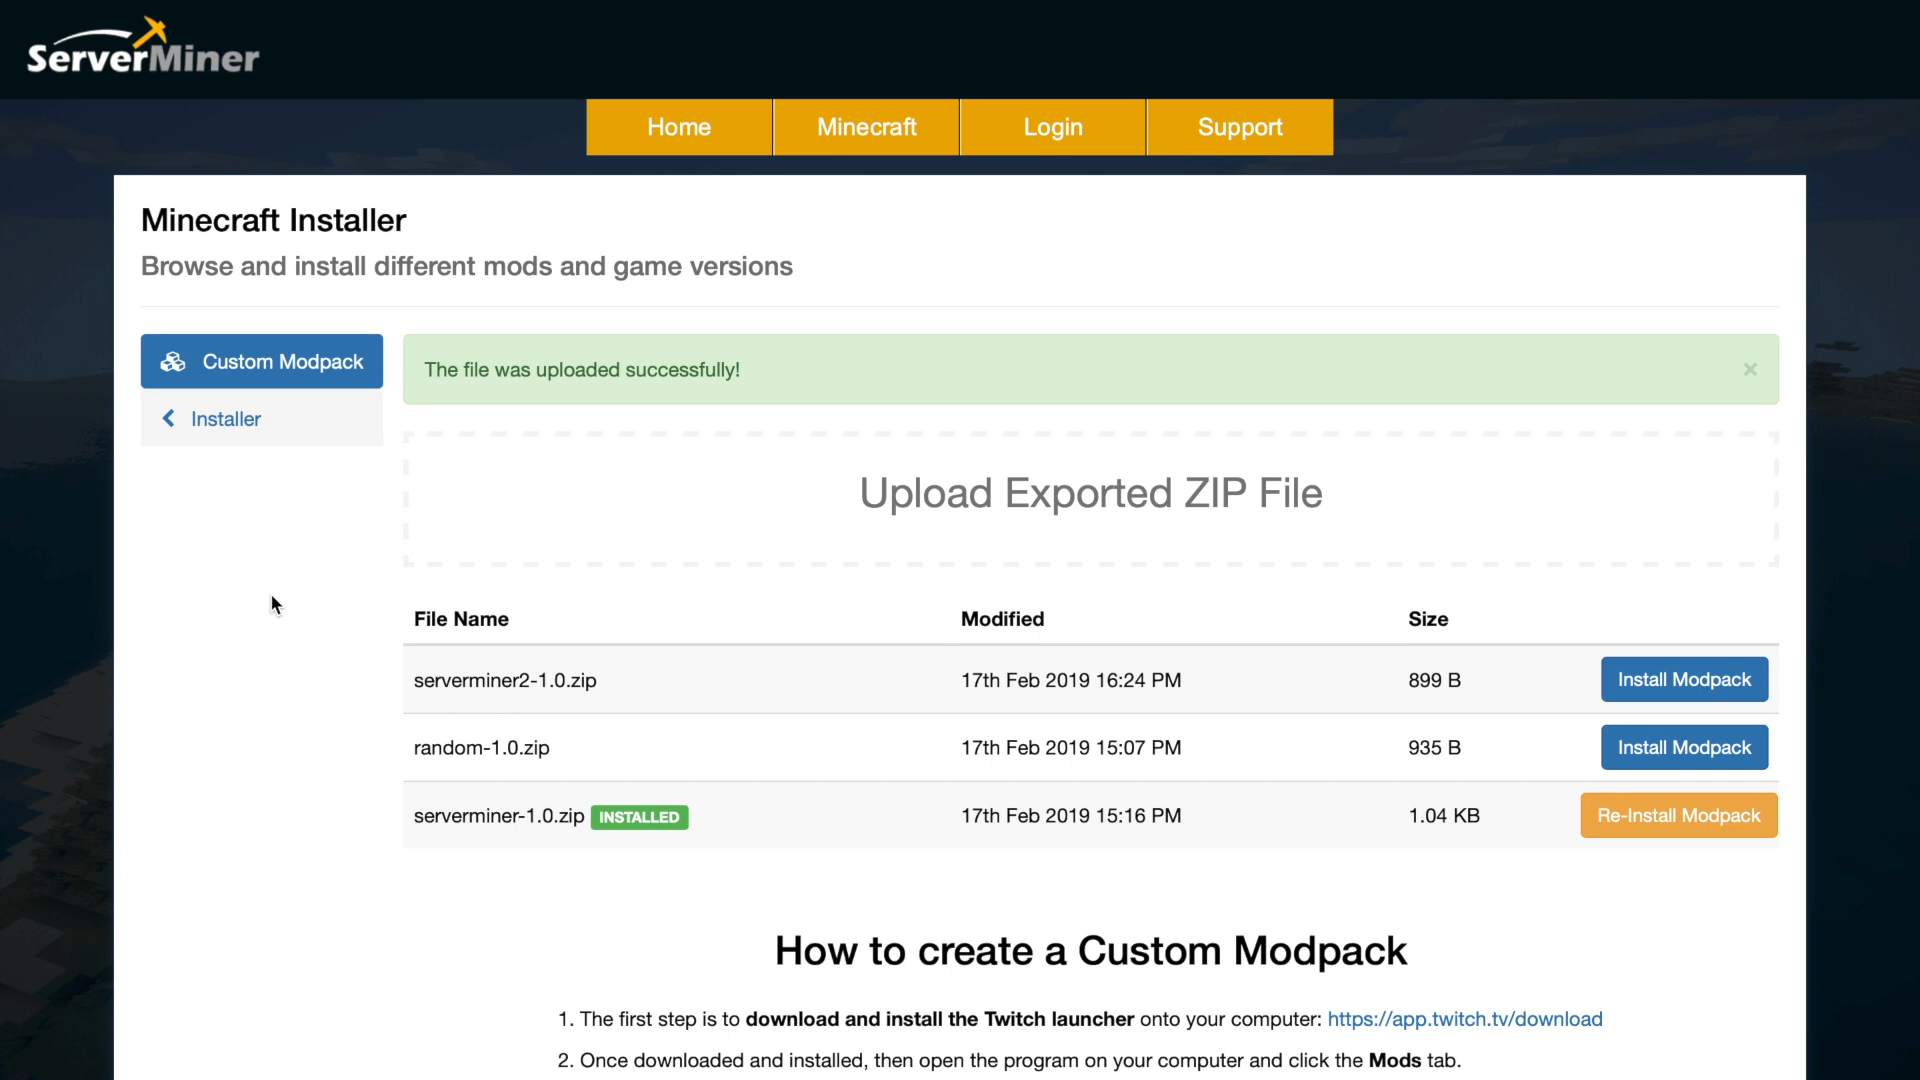 ServerMiner
Home Minecraft Login Support
Minecraft Installer
Browse and install different mods and game versions
Custom Modpack
The file was uploaded successfully! ×
Installer
Upload Exported ZIP File
File Name Modified Size
serverminer2-1.0.zip 17th Feb 2019 16:24 PM 899 B Install Modpack
random-1.0.zip 17th Feb 2019 15:07 PM 935 B Install Modpack
serverminer-1.0.zip INSTALLED 17th Feb 2019 15:16 PM 1.04 KB Re-Install Modpack
How to create a Custom Modpack
1. The first step is to download and install the Twitch launcher onto your computer: https://app.twitch.tv/download
2. Once downloaded and installed, then open the program on your computer and click the Mods tab.